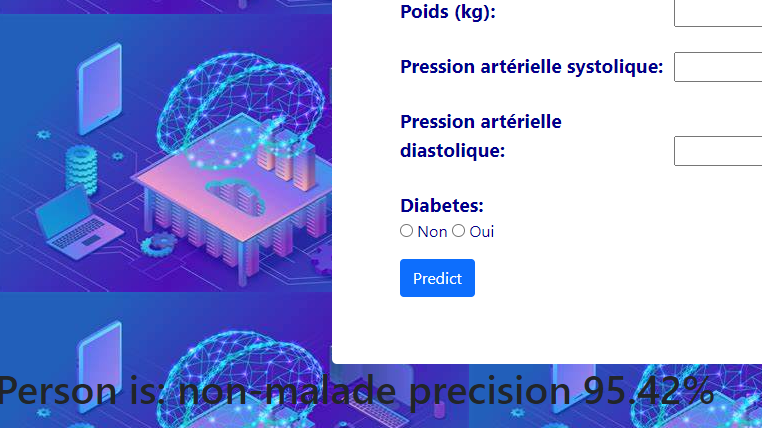 Poids (kg):
Pression artérielle systolique:
Pression artérielle
diastolique:
Diabetes:
Non Oui
Predict
Person is: non-malade precision 95.42%